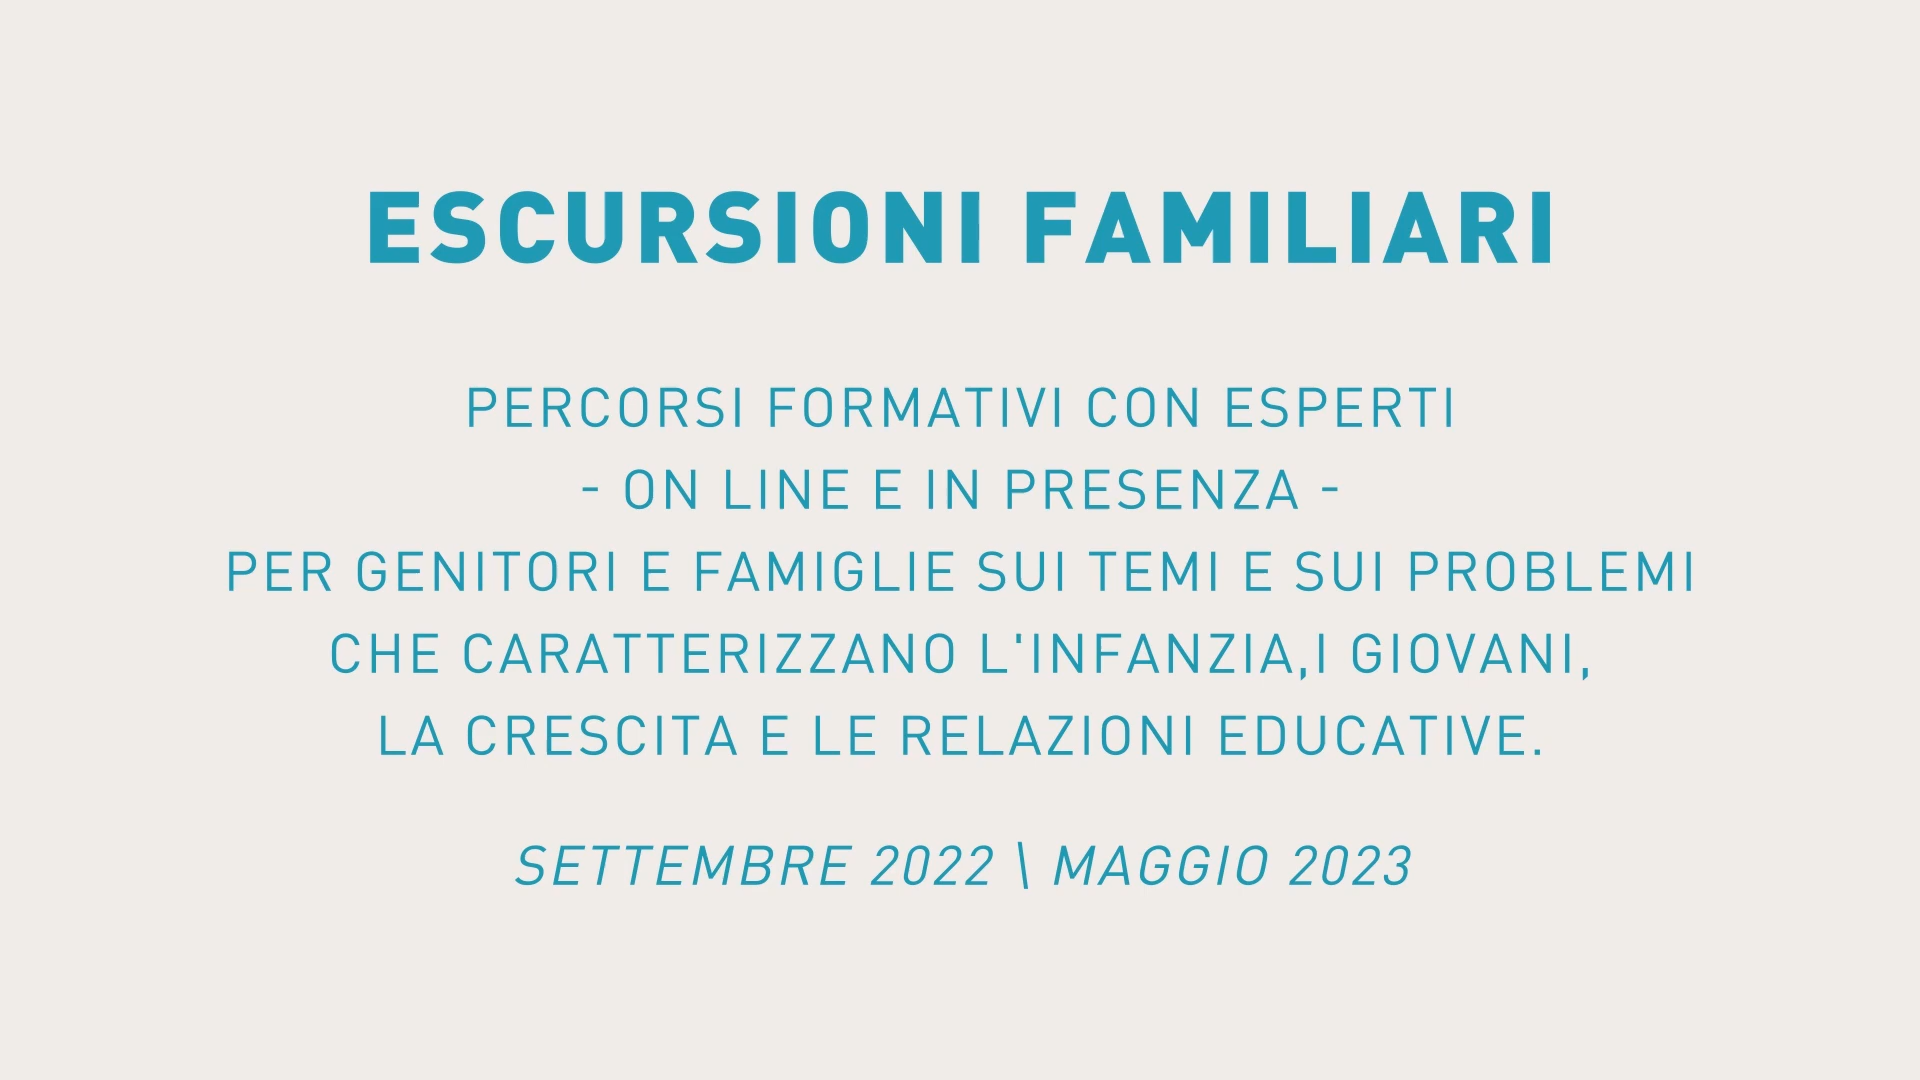 ESCURSIONI FAMILIARI
PERCORSI FORMATIVI CON ESPERTI
- ON LINE E IN PRESENZA -
PER GENITORI E FAMIGLIE SUI TEMI E SUI PROBLEMI
CHE CARATTERIZZANO L'INFANZIA,I GIOVANI,
LA CRESCITA E LE RELAZIONI EDUCATIVE.
SETTEMBRE 2022 \ MAGGIO 2023